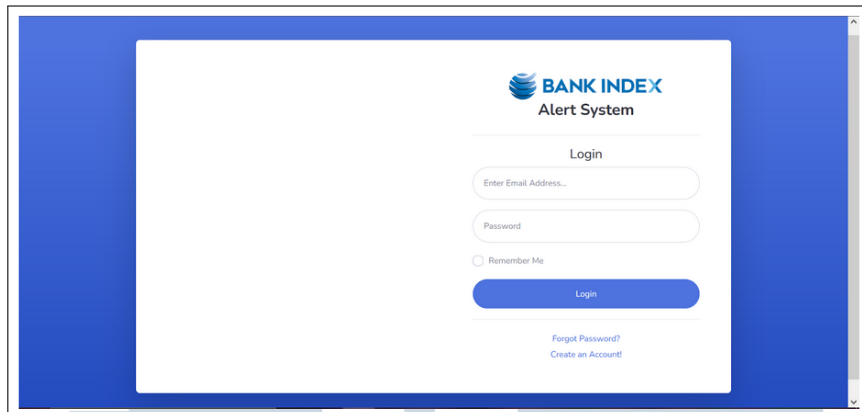 BANK INDEX
Alert System
Login
Enter Email Address...
Password
Remember Me
Login
Forgot Password?
Create an Account!